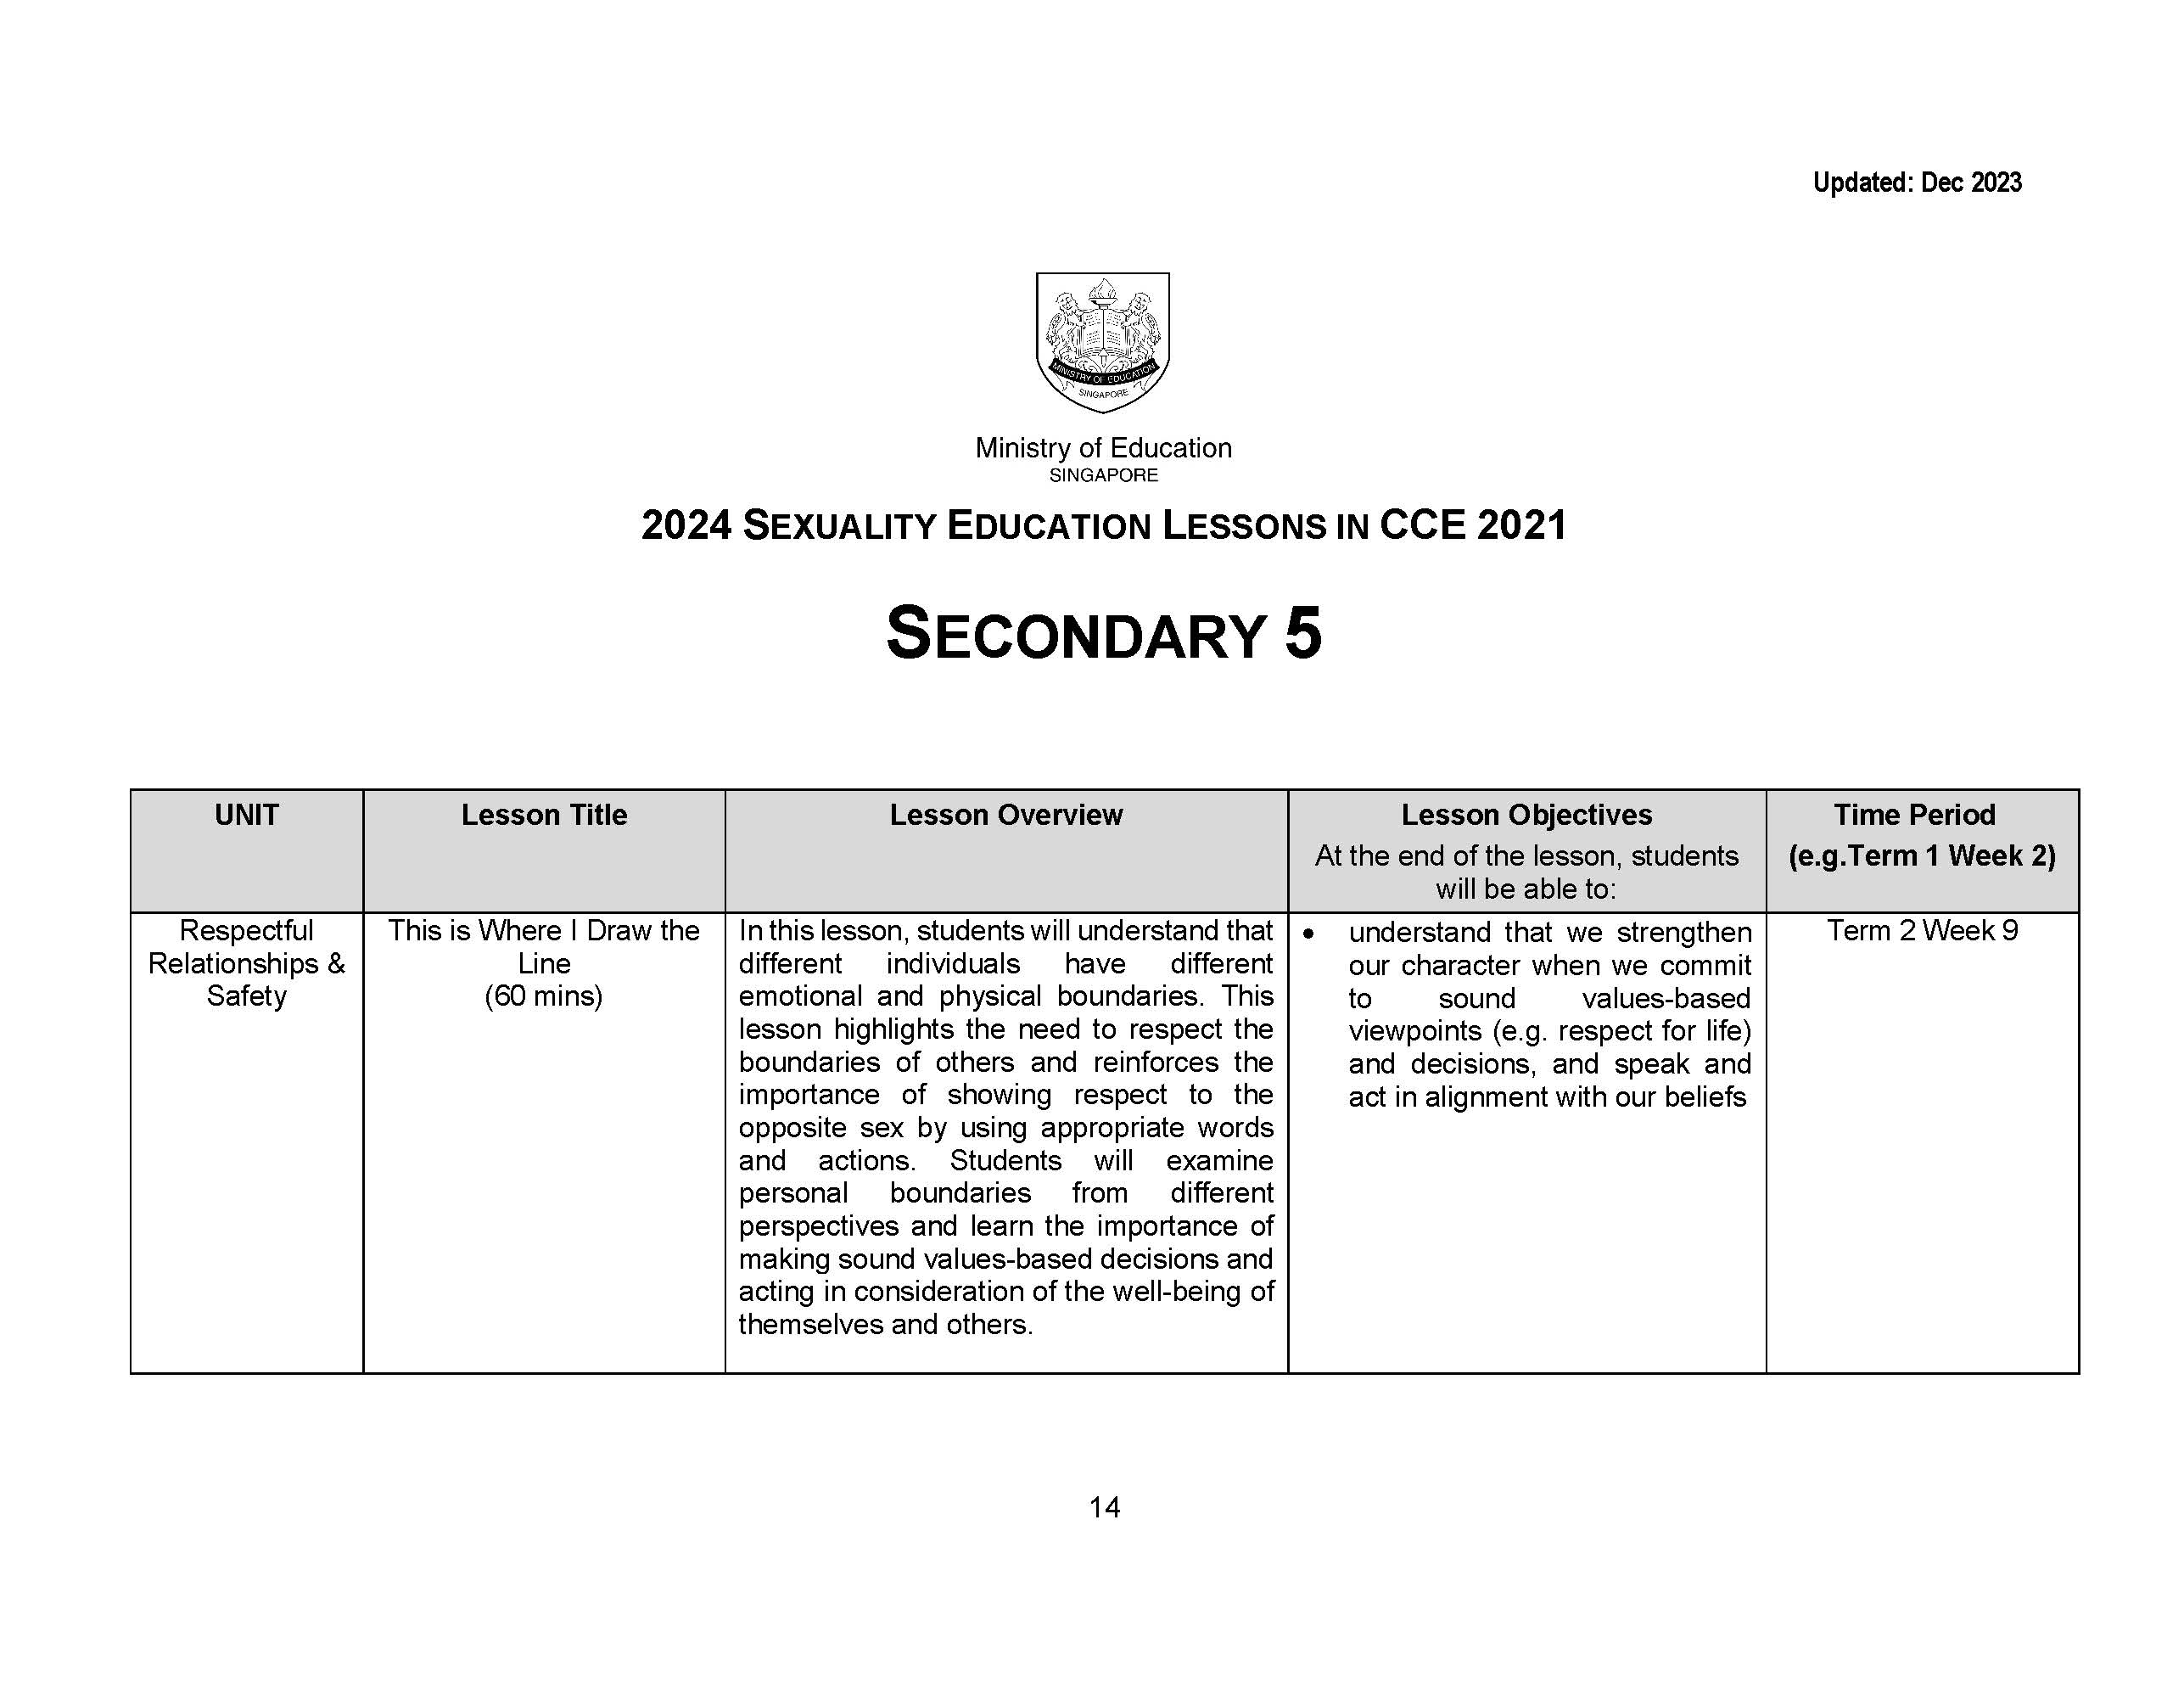 Updated: Dec 2023
MINISTRY OF EDUCATION
SINGAPORE
Ministry of Education
SINGAPORE
2024 SEXUALITY EDUCATION LESSONS IN CCE 2021
SECONDARY 5
UNIT
Lesson Title
Lesson Overview
Lesson Objectives
At the end of the lesson, students
will be able to:
Time Period
(e.g.Term 1 Week 2)
Respectful
Relationships &
Safety
This is Where I Draw the
Line
(60 mins)
In this lesson, students will understand that
different individuals have different
emotional and physical boundaries. This
lesson highlights the need to respect the
boundaries of others and reinforces the
importance of showing respect to the
opposite sex by using appropriate words
and actions. Students will examine
personal boundaries from different
perspectives and learn the importance of
making sound values-based decisions and
acting in consideration of the well-being of
themselves and others.
• understand that we strengthen
our character when we commit
to sound values-based
viewpoints (e.g. respect for life)
and decisions, and speak and
act in alignment with our beliefs
Term 2 Week 9
14